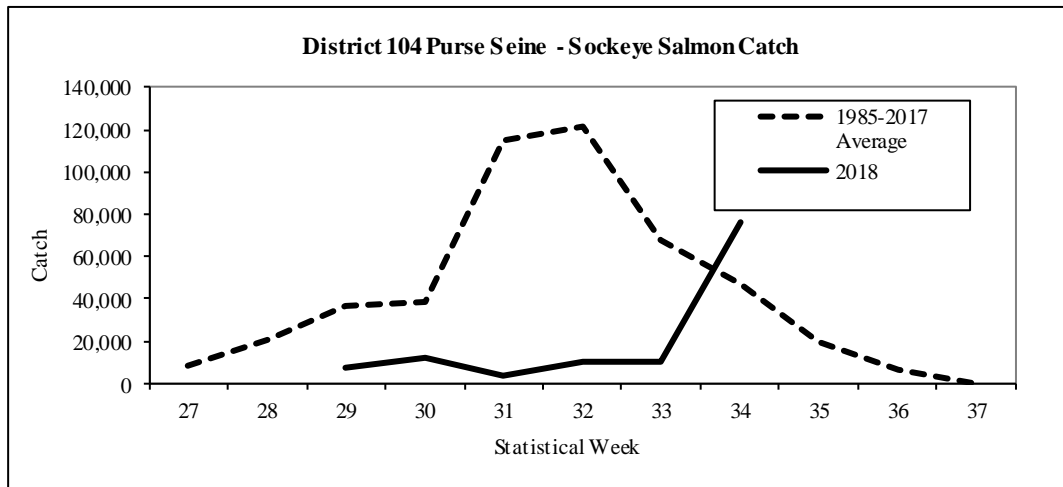 District 104 Purse Seine - Sockeye Salmon Catch
140,000
120,000
100,000
80,000
60,000
40,000
20,000
0
Catch
1985-2017
Average
2018
27 28 29 30 31 32 33 34 35 36 37
Statistical Week